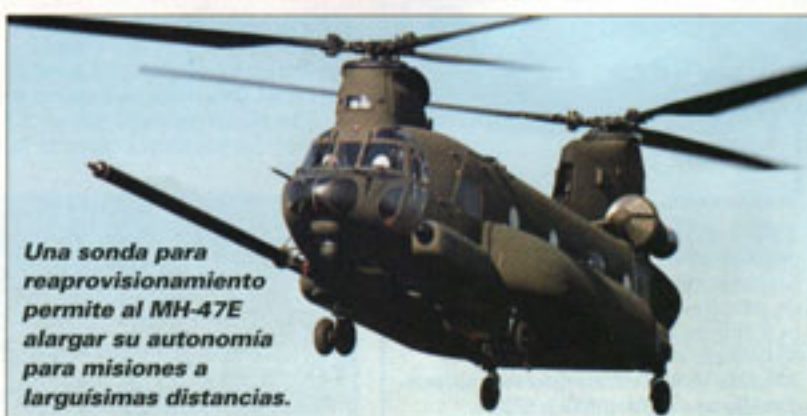 Una sonda para
reaprovisionamiento
permite al MH-47E
alargar su autonomía
para misiones a
larguísimas distancias.